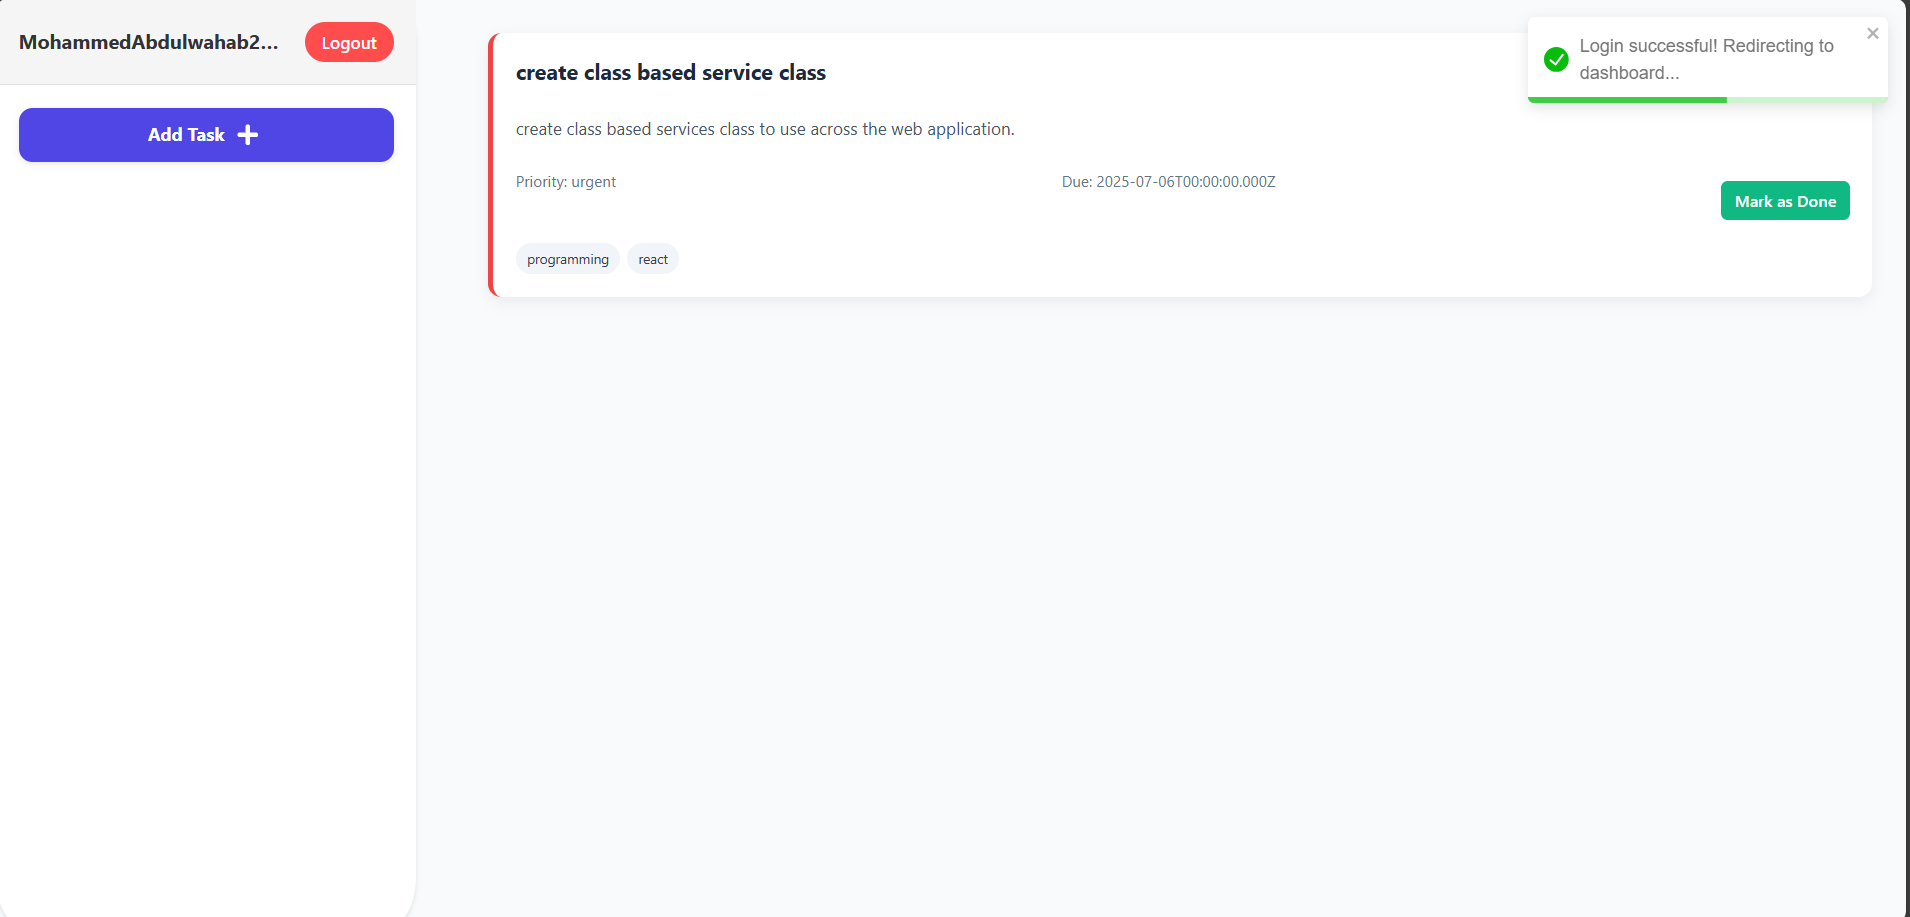 MohammedAbdulwahab2...
Logout
Add Task
create class based service class
create class based services class to use across the web application.
Priority: urgent
Due: 2025-07-06T00:00:00.000Z
Mark as Done
programming
react
Login successful! Redirecting to
dashboard...